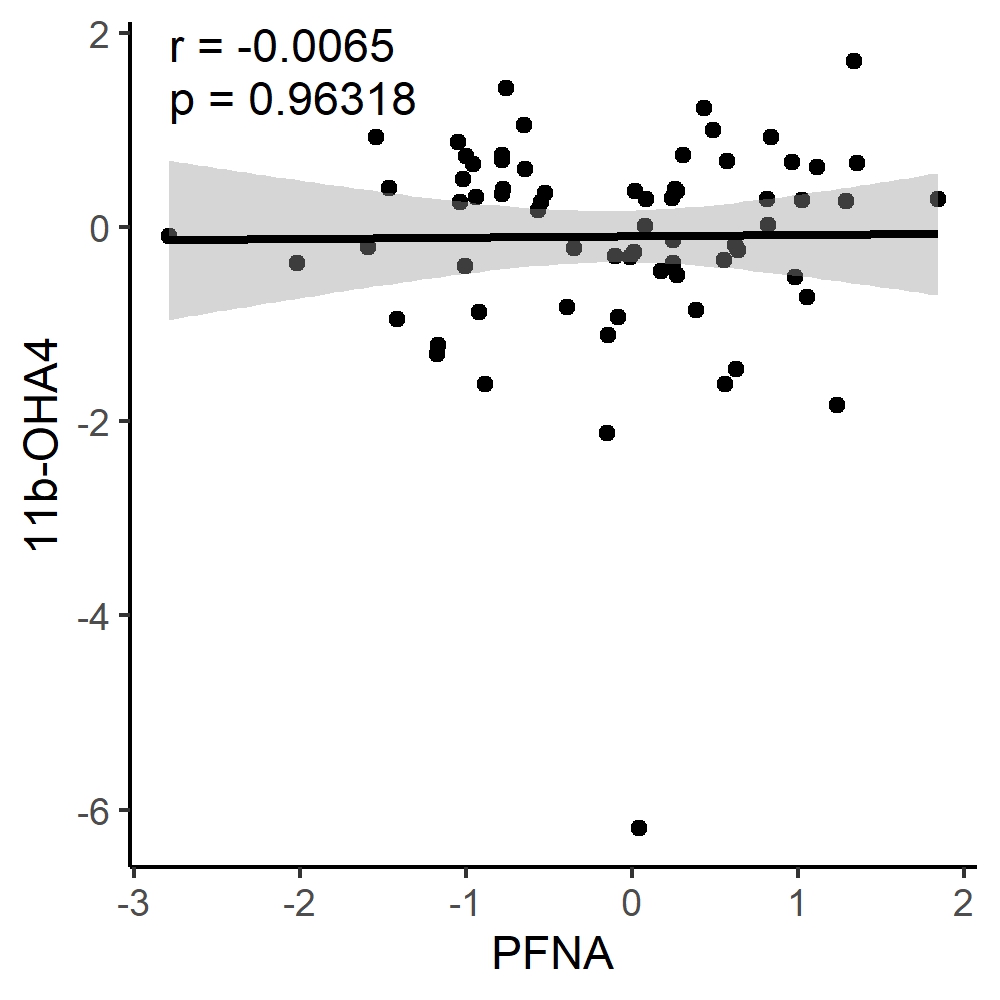 r = -0.0065
p = 0.96318
2
0
-2
-4
-6
11b-OHA4
-3 -2 -1 0 1 2
PFNA